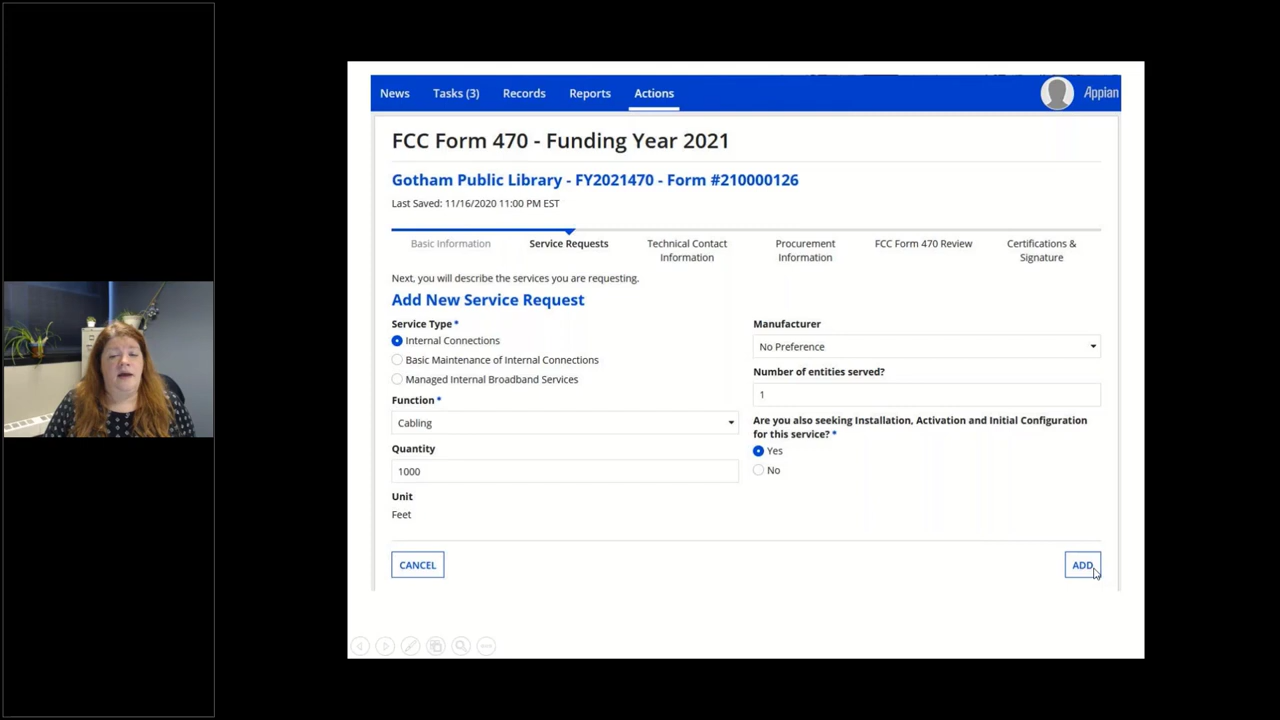 News Tasks (3) Records Reports Actions Appian
FCC Form 470 - Funding Year 2021
Gotham Public Library - FY2021470 - Form #210000126
Last Saved: 11/16/2020 11:00 PM EST
Basic Information
Service Requests
Technical Contact
Information
Procurement
Information
FCC Form 470 Review
Certifications &
Signature
Next, you will describe the services you are requesting.
Add New Service Request
Service Type *
Internal Connections
Basic Maintenance of Internal Connections
Managed Internal Broadband Services
Function *
Cabling
Quantity
1000
Unit
Feet
Manufacturer
No Preference
Number of entities served?
1
Are you also seeking Installation, Activation and Initial Configuration
for this service? *
Yes
No
CANCEL
ADD